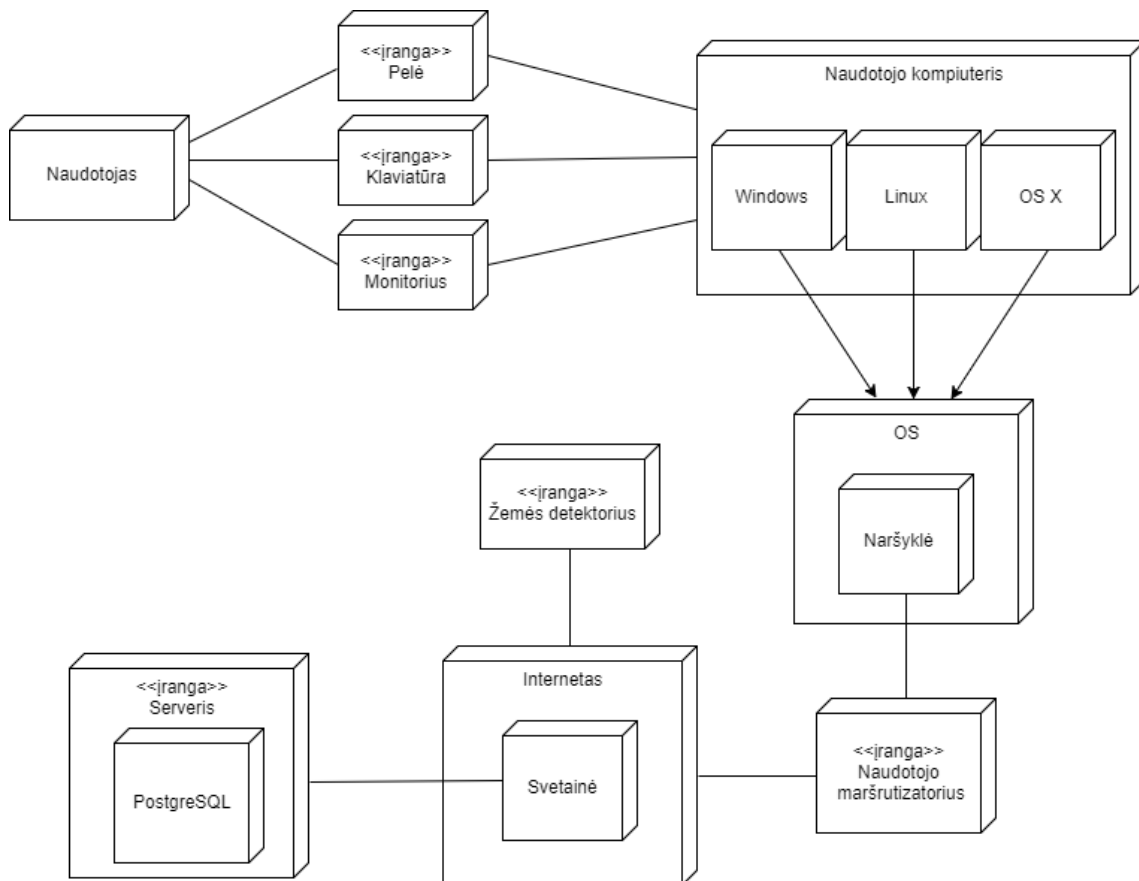 <<įranga>>
Pelė
Naudotojo kompiuteris
Naudotojas
<<įranga>>
Klaviatūra
Windows
Linux
OS X
<<įranga>>
Monitorius
OS
<<įranga>>
Žemės detektorius
Naršyklė
<<įranga>>
Serveris
Internetas
PostgreSQL
Svetainė
<<įranga>>
Naudotojo
maršrutizatorius